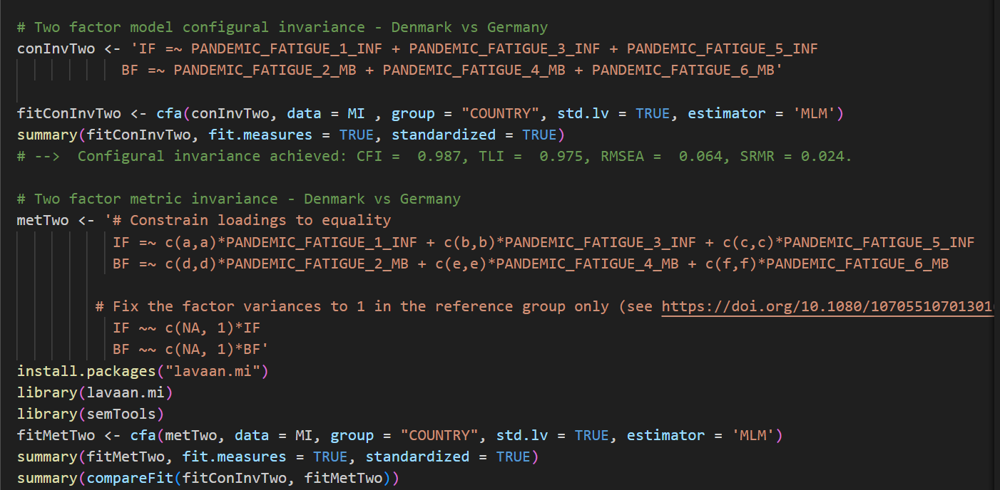 # Two factor model configural invariance - Denmark vs Germany
conInvTwo <- 'IF =~ PANDEMIC_FATIGUE_1_INF + PANDEMIC_FATIGUE_3_INF + PANDEMIC_FATIGUE_5_INF
BF =~ PANDEMIC_FATIGUE_2_MB + PANDEMIC_FATIGUE_4_MB + PANDEMIC_FATIGUE_6_MB'
fitConInvTwo <- cfa(conInvTwo, data = MI , group = "COUNTRY", std.lv = TRUE, estimator = 'MLM')
summary(fitConInvTwo, fit.measures = TRUE, standardized = TRUE)
# --> Configural invariance achieved: CFI = 0.987, TLI = 0.975, RMSEA = 0.064, SRMR = 0.024.
# Two factor metric invariance - Denmark vs Germany
metTwo <- '# Constrain loadings to equality
IF =~ c(a,a)*PANDEMIC_FATIGUE_1_INF + c(b,b)*PANDEMIC_FATIGUE_3_INF + c(c,c)*PANDEMIC_FATIGUE_5_INF
BF =~ c(d,d)*PANDEMIC_FATIGUE_2_MB + c(e,e)*PANDEMIC_FATIGUE_4_MB + c(f,f)*PANDEMIC_FATIGUE_6_MB
# Fix the factor variances to 1 in the reference group only (see https://doi.org/10.1080/10705510701301
IF ~~ c(NA, 1)*IF
BF ~~ c(NA, 1)*BF'
install.packages("lavaan.mi")
library(lavaan.mi)
library(semTools)
fitMetTwo <- cfa(metTwo, data = MI, group = "COUNTRY", std.lv = TRUE, estimator = 'MLM')
summary(fitMetTwo, fit.measures = TRUE, standardized = TRUE)
summary(compareFit(fitConInvTwo, fitMetTwo))